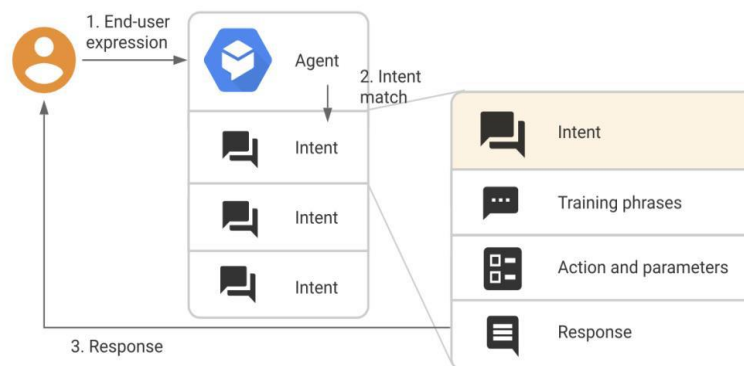 1. End-user
expression
Agent
2. Intent
match
Intent
Intent
Intent
Intent
Training phrases
Action and parameters
Response
3. Response